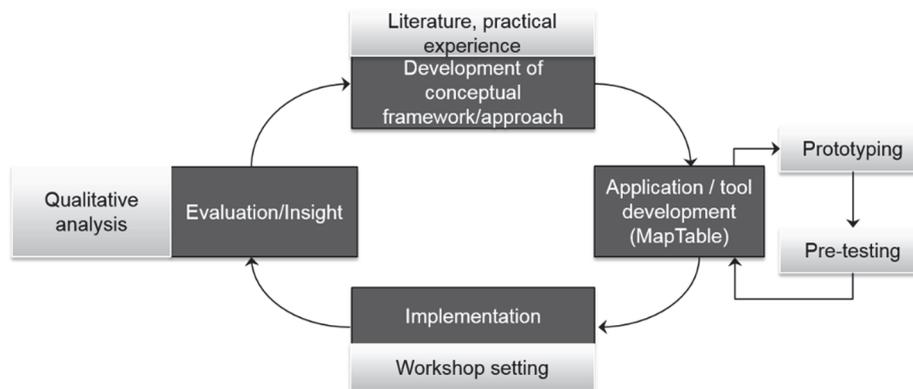 Literature, practical
experience
Development of
conceptual
framework/approach
Prototyping
Application / tool
development
(MapTable)
Qualitative
analysis
Evaluation/Insight
Pre-testing
Implementation
Workshop setting